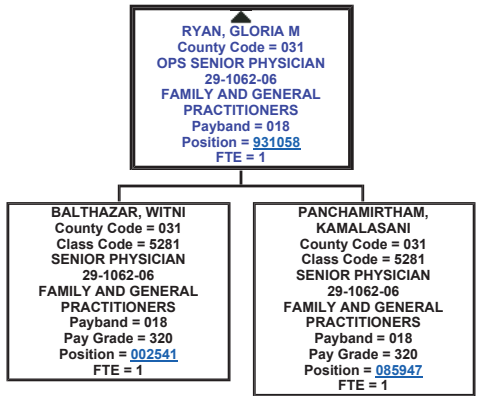 RYAN, GLORIA M
County Code = 031
OPS SENIOR PHYSICIAN
29-1062-06
FAMILY AND GENERAL
PRACTITIONERS
Payband = 018
Position = 931058
FTE = 1
BALTHAZAR, WITNI
County Code = 031
Class Code = 5281
SENIOR PHYSICIAN
29-1062-06
FAMILY AND GENERAL
PRACTITIONERS
Payband = 018
Pay Grade = 320
Position = 002541
FTE = 1
PANCHAMIRTHAM,
KAMALASANI
County Code = 031
Class Code = 5281
SENIOR PHYSICIAN
29-1062-06
FAMILY AND GENERAL
PRACTITIONERS
Payband = 018
Pay Grade = 320
Position = 085947
FTE = 1